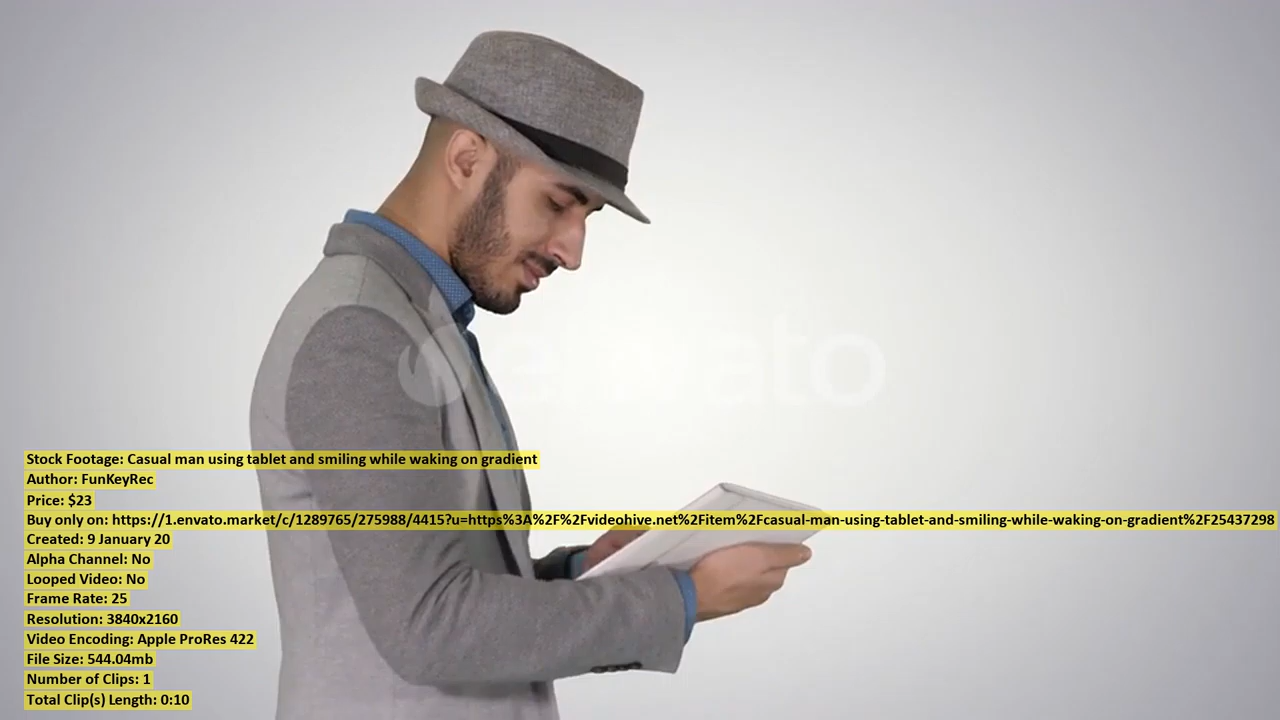 envato
Stock Footage: Casual man using tablet and smiling while waking on gradient
Author: FunKeyRec
Price: $23
Buy only on: https://1.envato.market/c/1289765/275988/4415?u=https%3A%2F%2Fvideohive.net%2Fitem%2Fcasual-man-using-tablet-and-smiling-while-waking-on-gradient%2F25437298
Created: 9 January 20
Alpha Channel: No
Looped Video: No
Frame Rate: 25
Resolution: 3840x2160
Video Encoding: Apple ProRes 422
File Size: 544.04mb
Number of Clips: 1
Total Clip(s) Length: 0:10